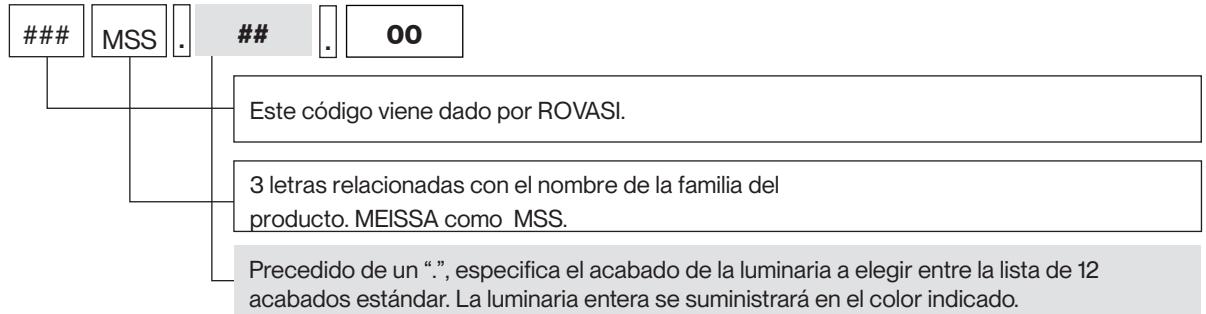 ### MSS . ## . 00
Este código viene dado por ROVASI.
3 letras relacionadas con el nombre de la familia del
producto. MEISSA como MSS.
Precedido de un “.”, especifica el acabado de la luminaria a elegir entre la lista de 12
acabados estándar. La luminaria entera se suministrará en el color indicado.